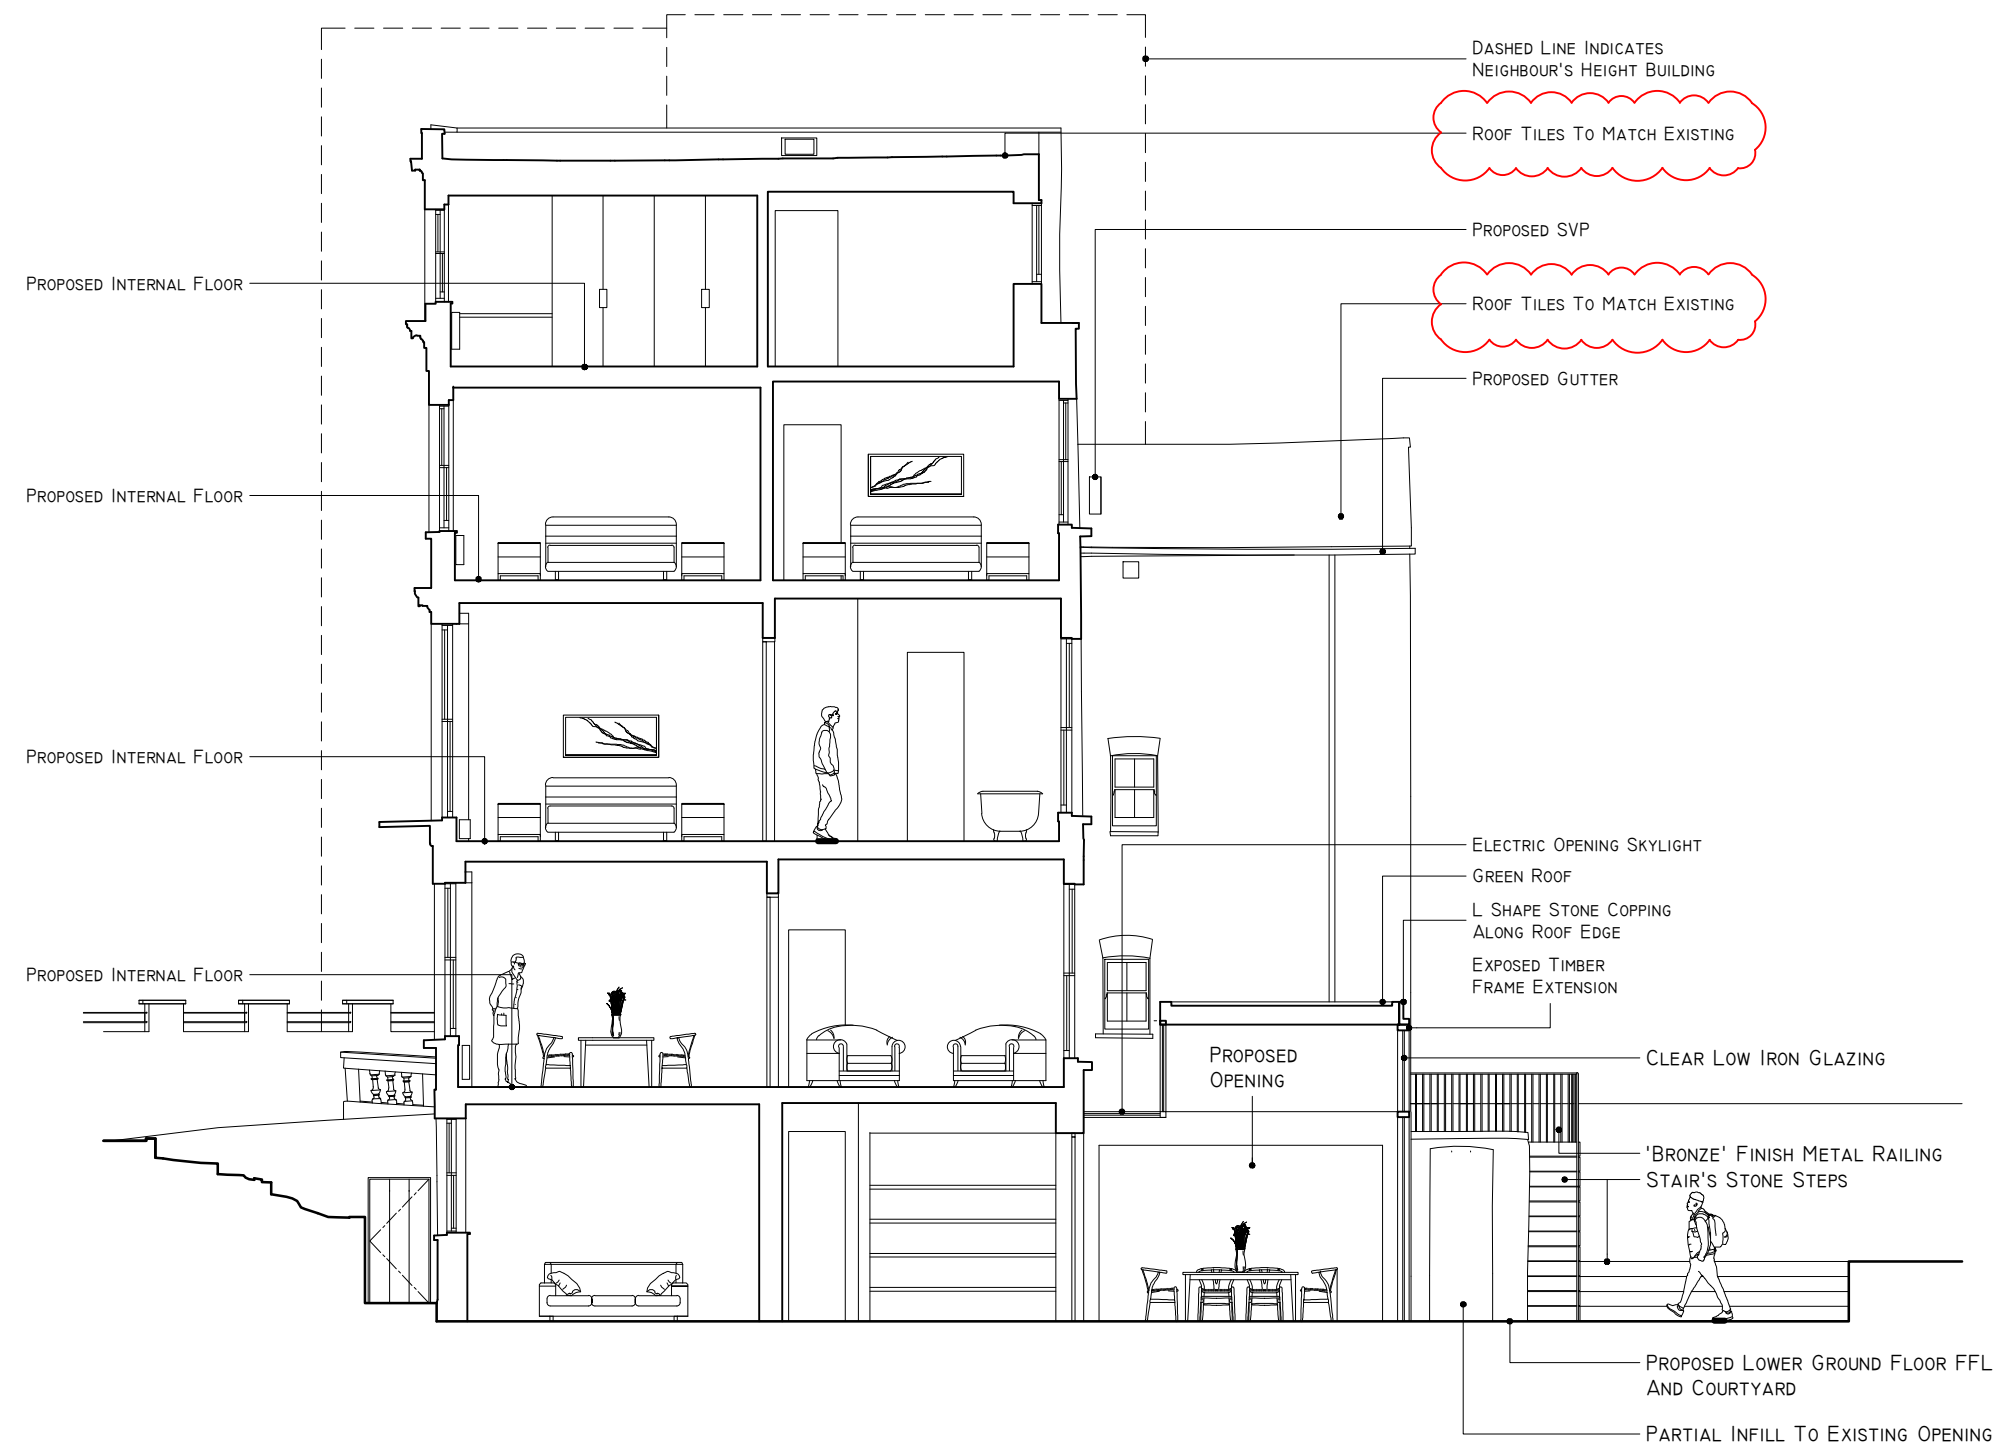 Dashed Line Indicates
Neighbour's Height Building
Roof Tiles To Match Existing
Proposed SVP
Proposed Internal Floor
Roof Tiles To Match Existing
Proposed Gutter
Proposed Internal Floor
Proposed Internal Floor
Electric Opening Skylight
Green Roof
L Shape Stone Copping
Along Roof Edge
Proposed Internal Floor
Exposed Timber
Frame Extension
Proposed
Opening
Clear Low Iron Glazing
'Bronze' Finish Metal Railing
Stair's Stone Steps
Proposed Lower Ground Floor FFL
And Courtyard
Partial Infill To Existing Opening